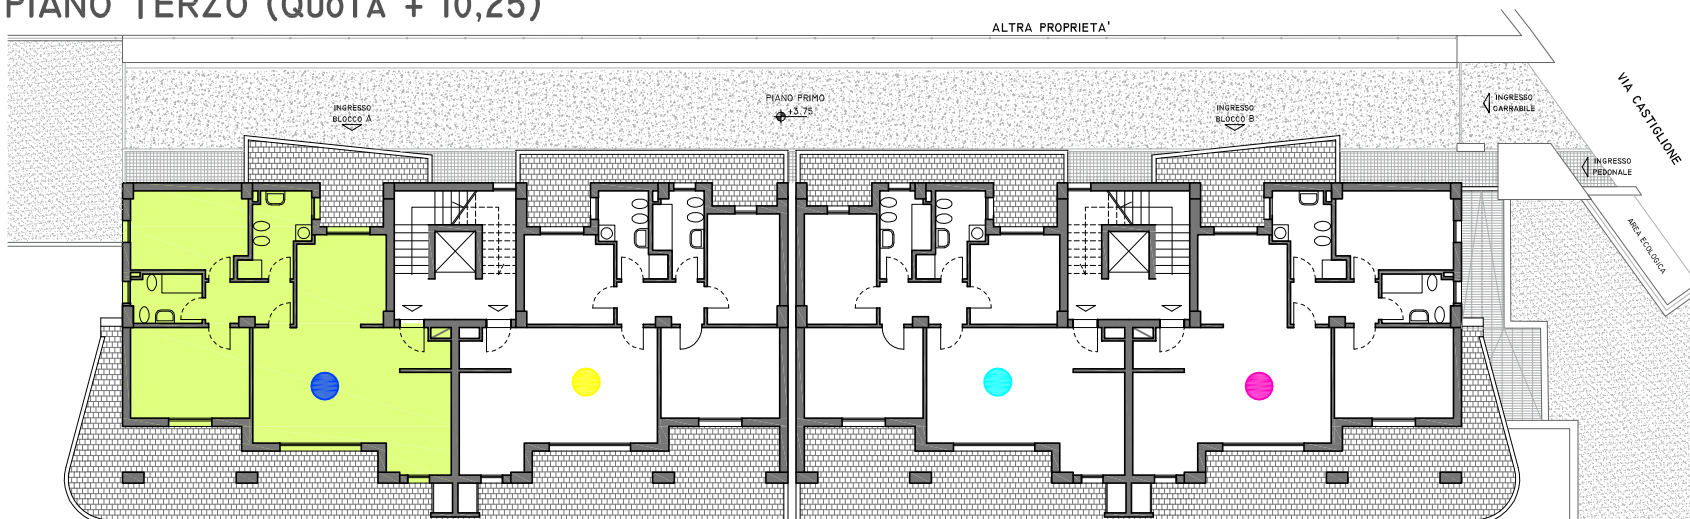 PIANO TERZO (QUOTA + 10,25)
ALTRA PROPRIETA'
VIA CASTIGLIONE
INGRESSO
CARRABILE
PIANO PRIMO
+3.75
INGRESSO
BLOCCO A
INGRESSO
BLOCCO B
INGRESSO
PEDONALE
AREA ECOLOGICA